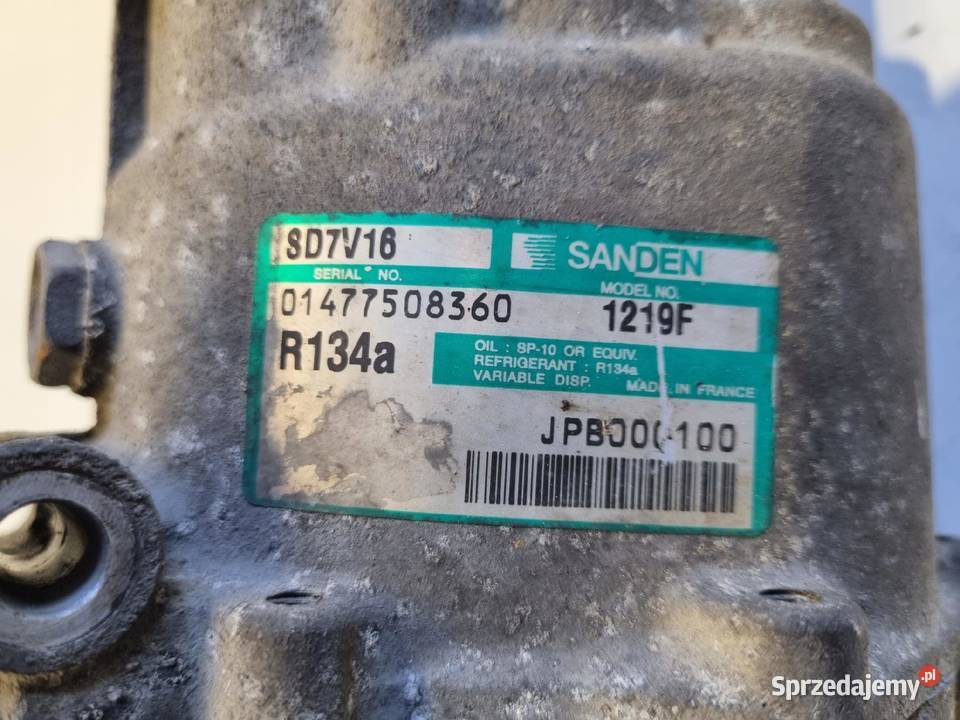 SD7V16
SANDEN
SERIAL NO.
MODEL NO.
01477508360
1219F
R134a
OIL : SP-10 OR EQUIV.
REFRIGERANT : R134a
VARIABLE DISP.
MADE IN FRANCE
JPB000100
Sprzedajemy.pl